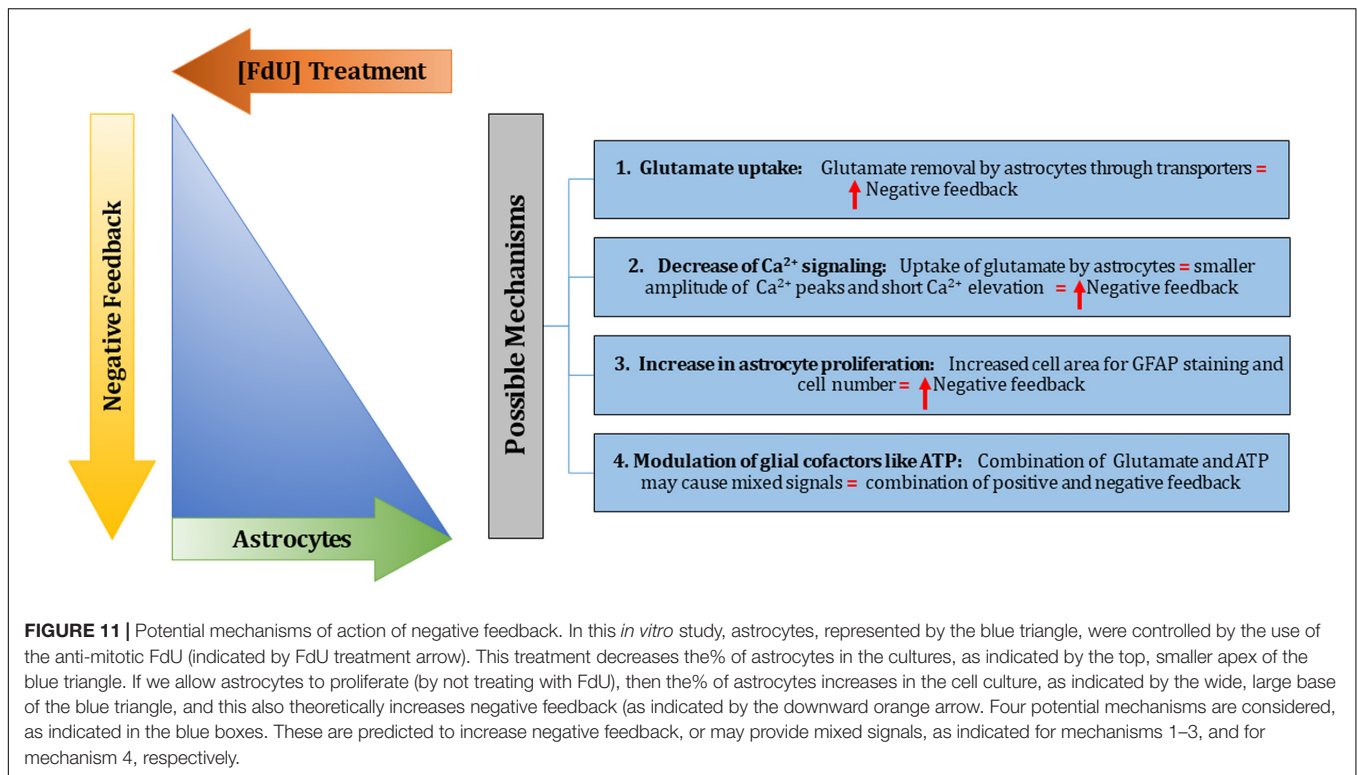 [FdU] Treatment
Negative Feedback
Astrocytes
Possible Mechanisms
1. Glutamate uptake: Glutamate removal by astrocytes through transporters =
Negative feedback
2. Decrease of Ca²⁺ signaling: Uptake of glutamate by astrocytes = smaller
amplitude of Ca²⁺ peaks and short Ca²⁺ elevation = Negative feedback
3. Increase in astrocyte proliferation: Increased cell area for GFAP staining and
cell number = Negative feedback
4. Modulation of glial cofactors like ATP: Combination of Glutamate and ATP
may cause mixed signals = combination of positive and negative feedback
FIGURE 11 | Potential mechanisms of action of negative feedback. In this in vitro study, astrocytes, represented by the blue triangle, were controlled by the use of
the anti-mitotic FdU (indicated by FdU treatment arrow). This treatment decreases the% of astrocytes in the cultures, as indicated by the top, smaller apex of the
blue triangle. If we allow astrocytes to proliferate (by not treating with FdU), then the% of astrocytes increases in the cell culture, as indicated by the wide, large base
of the blue triangle, and this also theoretically increases negative feedback (as indicated by the downward orange arrow. Four potential mechanisms are considered,
as indicated in the blue boxes. These are predicted to increase negative feedback, or may provide mixed signals, as indicated for mechanisms 1–3, and for
mechanism 4, respectively.